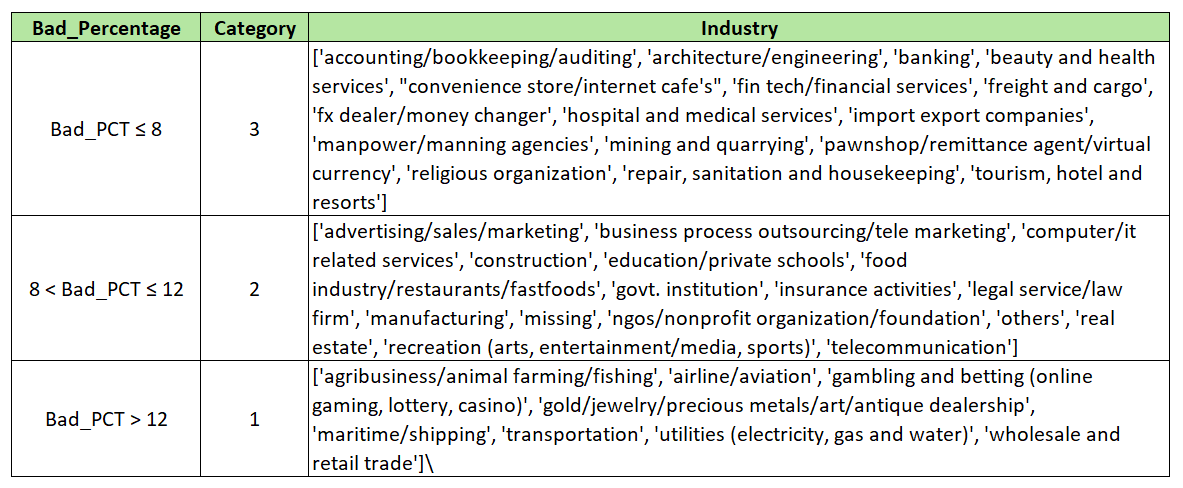 Bad_Percentage Category Industry
Bad_PCT ≤ 8 3
['accounting/bookkeeping/auditing', 'architecture/engineering', 'banking', 'beauty and health
services', "convenience store/internet cafe's", 'fin tech/financial services', 'freight and cargo',
'fx dealer/money changer', 'hospital and medical services', 'import export companies',
'manpower/manning agencies', 'mining and quarrying', 'pawnshop/remittance agent/virtual
currency', 'religious organization', 'repair, sanitation and housekeeping', 'tourism, hotel and
resorts']
8 < Bad_PCT ≤ 12 2
['advertising/sales/marketing', 'business process outsourcing/tele marketing', 'computer/it
related services', 'construction', 'education/private schools', 'food
industry/restaurants/fastfoods', 'govt. institution', 'insurance activities', 'legal service/law
firm', 'manufacturing', 'missing', 'ngos/nonprofit organization/foundation', 'others', 'real
estate', 'recreation (arts, entertainment/media, sports)', 'telecommunication']
Bad_PCT > 12 1
['agribusiness/animal farming/fishing', 'airline/aviation', 'gambling and betting (online
gaming, lottery, casino)', 'gold/jewelry/precious metals/art/antique dealership',
'maritime/shipping', 'transportation', 'utilities (electricity, gas and water)', 'wholesale and
retail trade']\